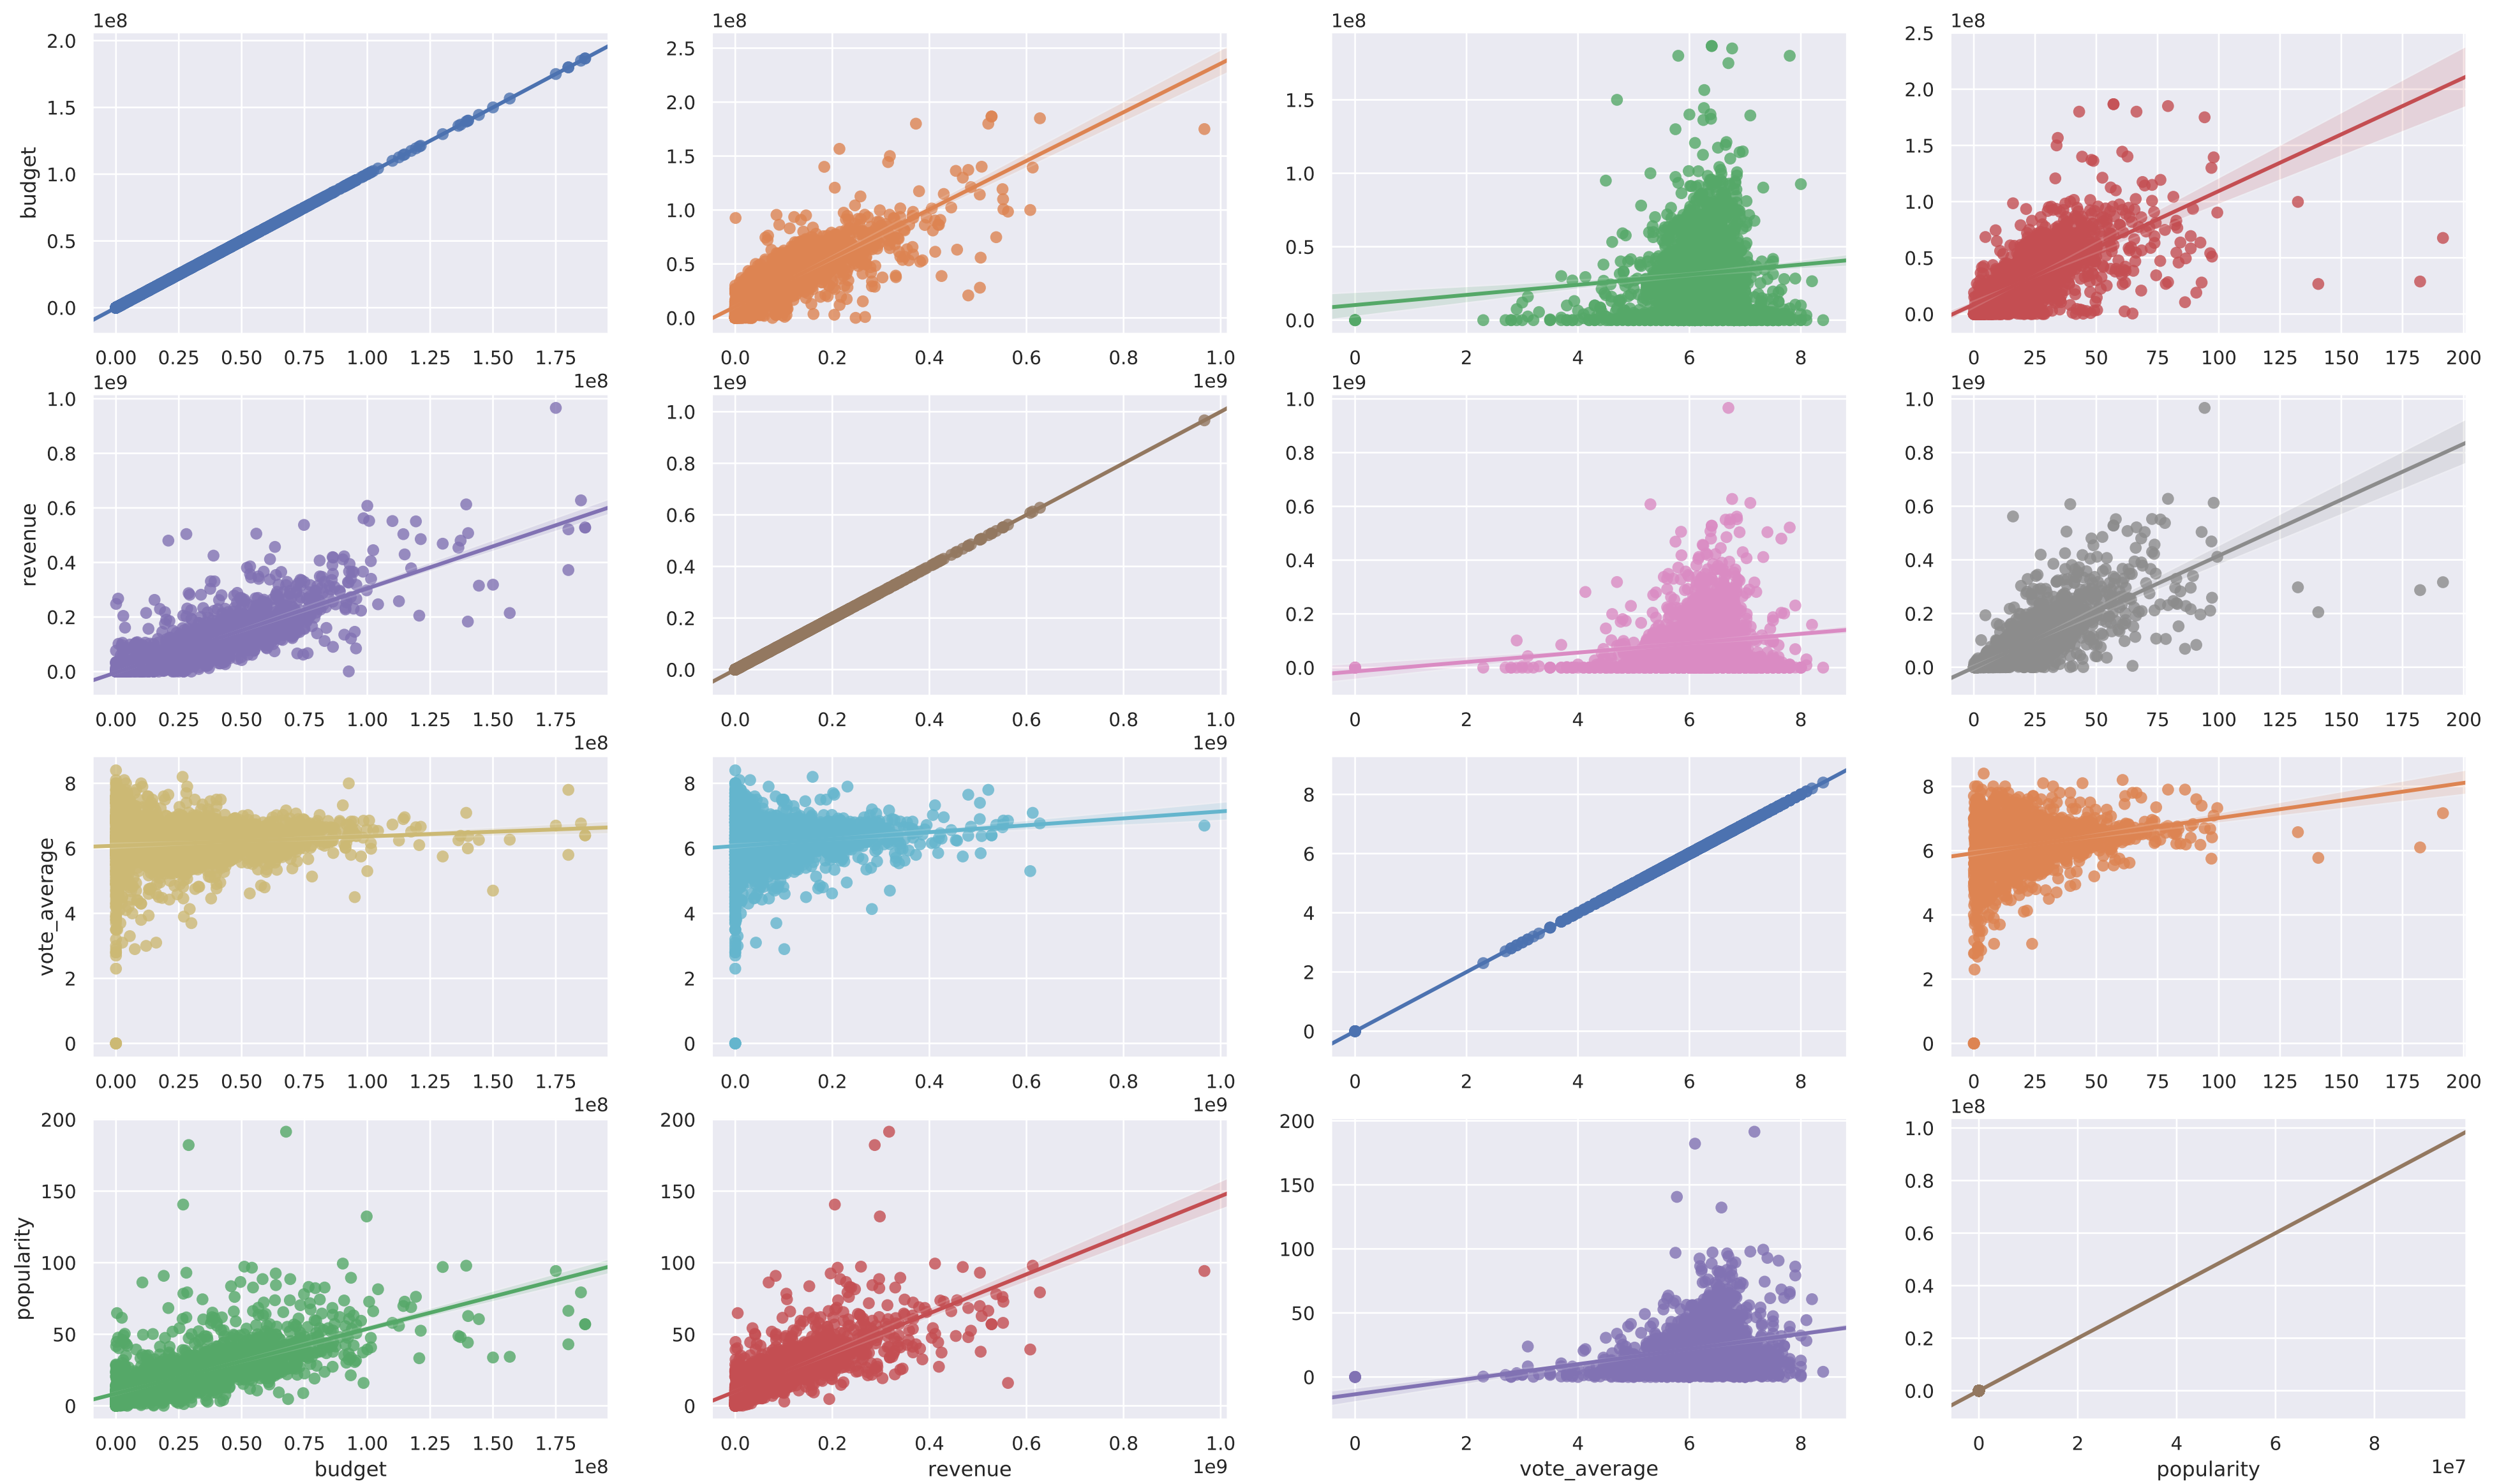 1e8 1e8 1e8 1e8
budget
2.0 1.5 1.0 0.5 0.0
2.5 2.0 1.5 1.0 0.5 0.0
1.5 1.0 0.5 0.0
2.5 2.0 1.5 1.0 0.5 0.0
0.00 0.25 0.50 0.75 1.00 1.25 1.50 1.75
0.0 0.2 0.4 0.6 0.8 1.0
0 2 4 6 8
0 25 50 75 100 125 150 175 200
1e8 1e9
1e9 1e9 1e9 1e9
revenue
1.0 0.8 0.6 0.4 0.2 0.0
1.0 0.8 0.6 0.4 0.2 0.0
1.0 0.8 0.6 0.4 0.2 0.0
1.0 0.8 0.6 0.4 0.2 0.0
0.00 0.25 0.50 0.75 1.00 1.25 1.50 1.75
0.0 0.2 0.4 0.6 0.8 1.0
0 2 4 6 8
0 25 50 75 100 125 150 175 200
1e8 1e9
vote_average
8 6 4 2 0
8 6 4 2 0
8 6 4 2 0
8 6 4 2 0
0.00 0.25 0.50 0.75 1.00 1.25 1.50 1.75
0.0 0.2 0.4 0.6 0.8 1.0
0 2 4 6 8
0 25 50 75 100 125 150 175 200
1e8 1e9
1e8
popularity
200 150 100 50 0
200 150 100 50 0
200 150 100 50 0
1.0 0.8 0.6 0.4 0.2 0.0
0.00 0.25 0.50 0.75 1.00 1.25 1.50 1.75
0.0 0.2 0.4 0.6 0.8 1.0
0 2 4 6 8
0 2 4 6 8
budget 1e8
revenue 1e9
vote_average
popularity 1e7